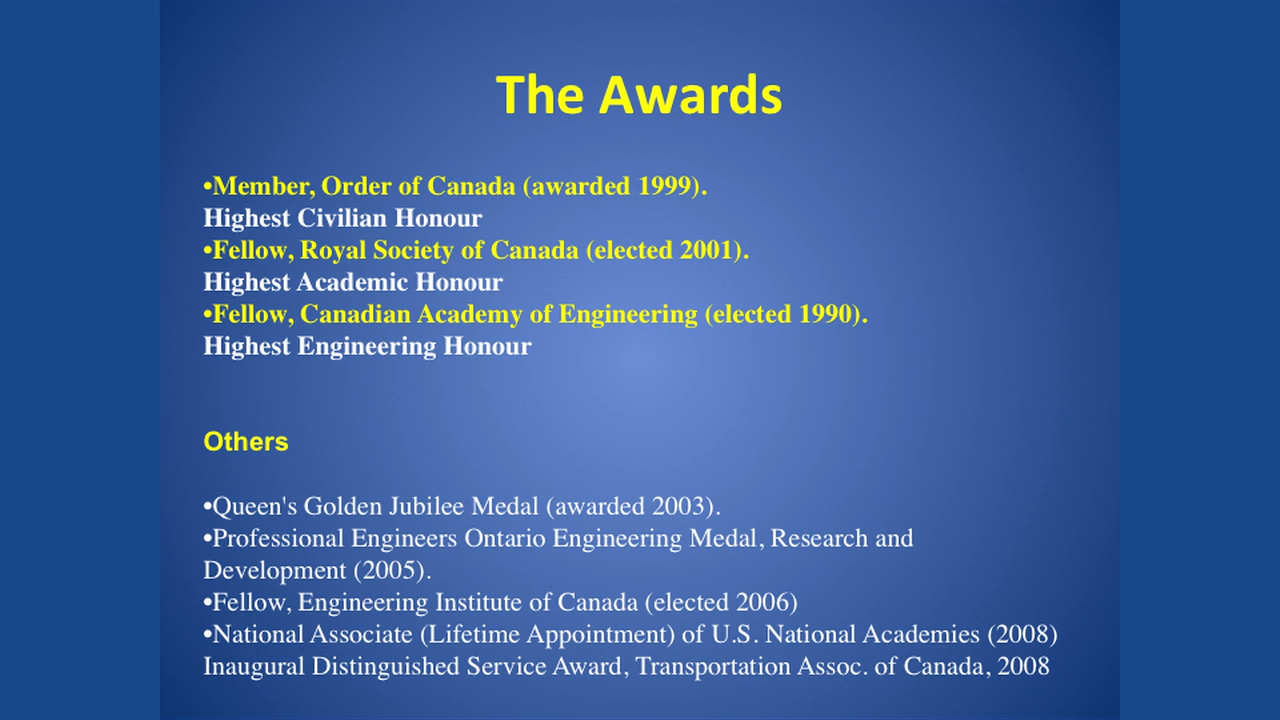 The Awards
•Member, Order of Canada (awarded 1999).
Highest Civilian Honour
•Fellow, Royal Society of Canada (elected 2001).
Highest Academic Honour
•Fellow, Canadian Academy of Engineering (elected 1990).
Highest Engineering Honour
Others
•Queen's Golden Jubilee Medal (awarded 2003).
•Professional Engineers Ontario Engineering Medal, Research and
Development (2005).
•Fellow, Engineering Institute of Canada (elected 2006)
•National Associate (Lifetime Appointment) of U.S. National Academies (2008)
Inaugural Distinguished Service Award, Transportation Assoc. of Canada, 2008